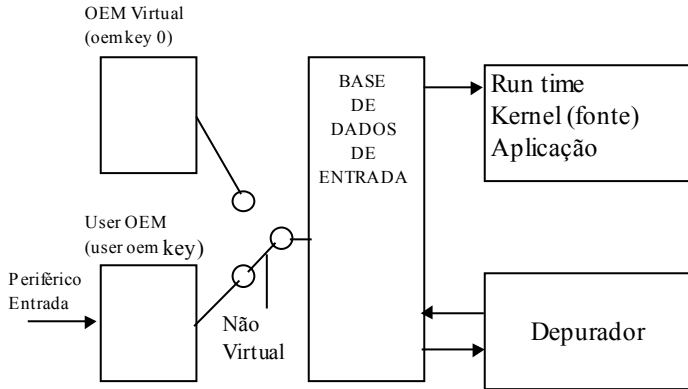 OEM Virtual
(oemkey 0)
BASE
DE
DADOS
DE
ENTRADA
Run time
Kernel (fonte)
Aplicação
User OEM
(user oem key)
Periférico
Entrada
Não
Virtual
Depurador